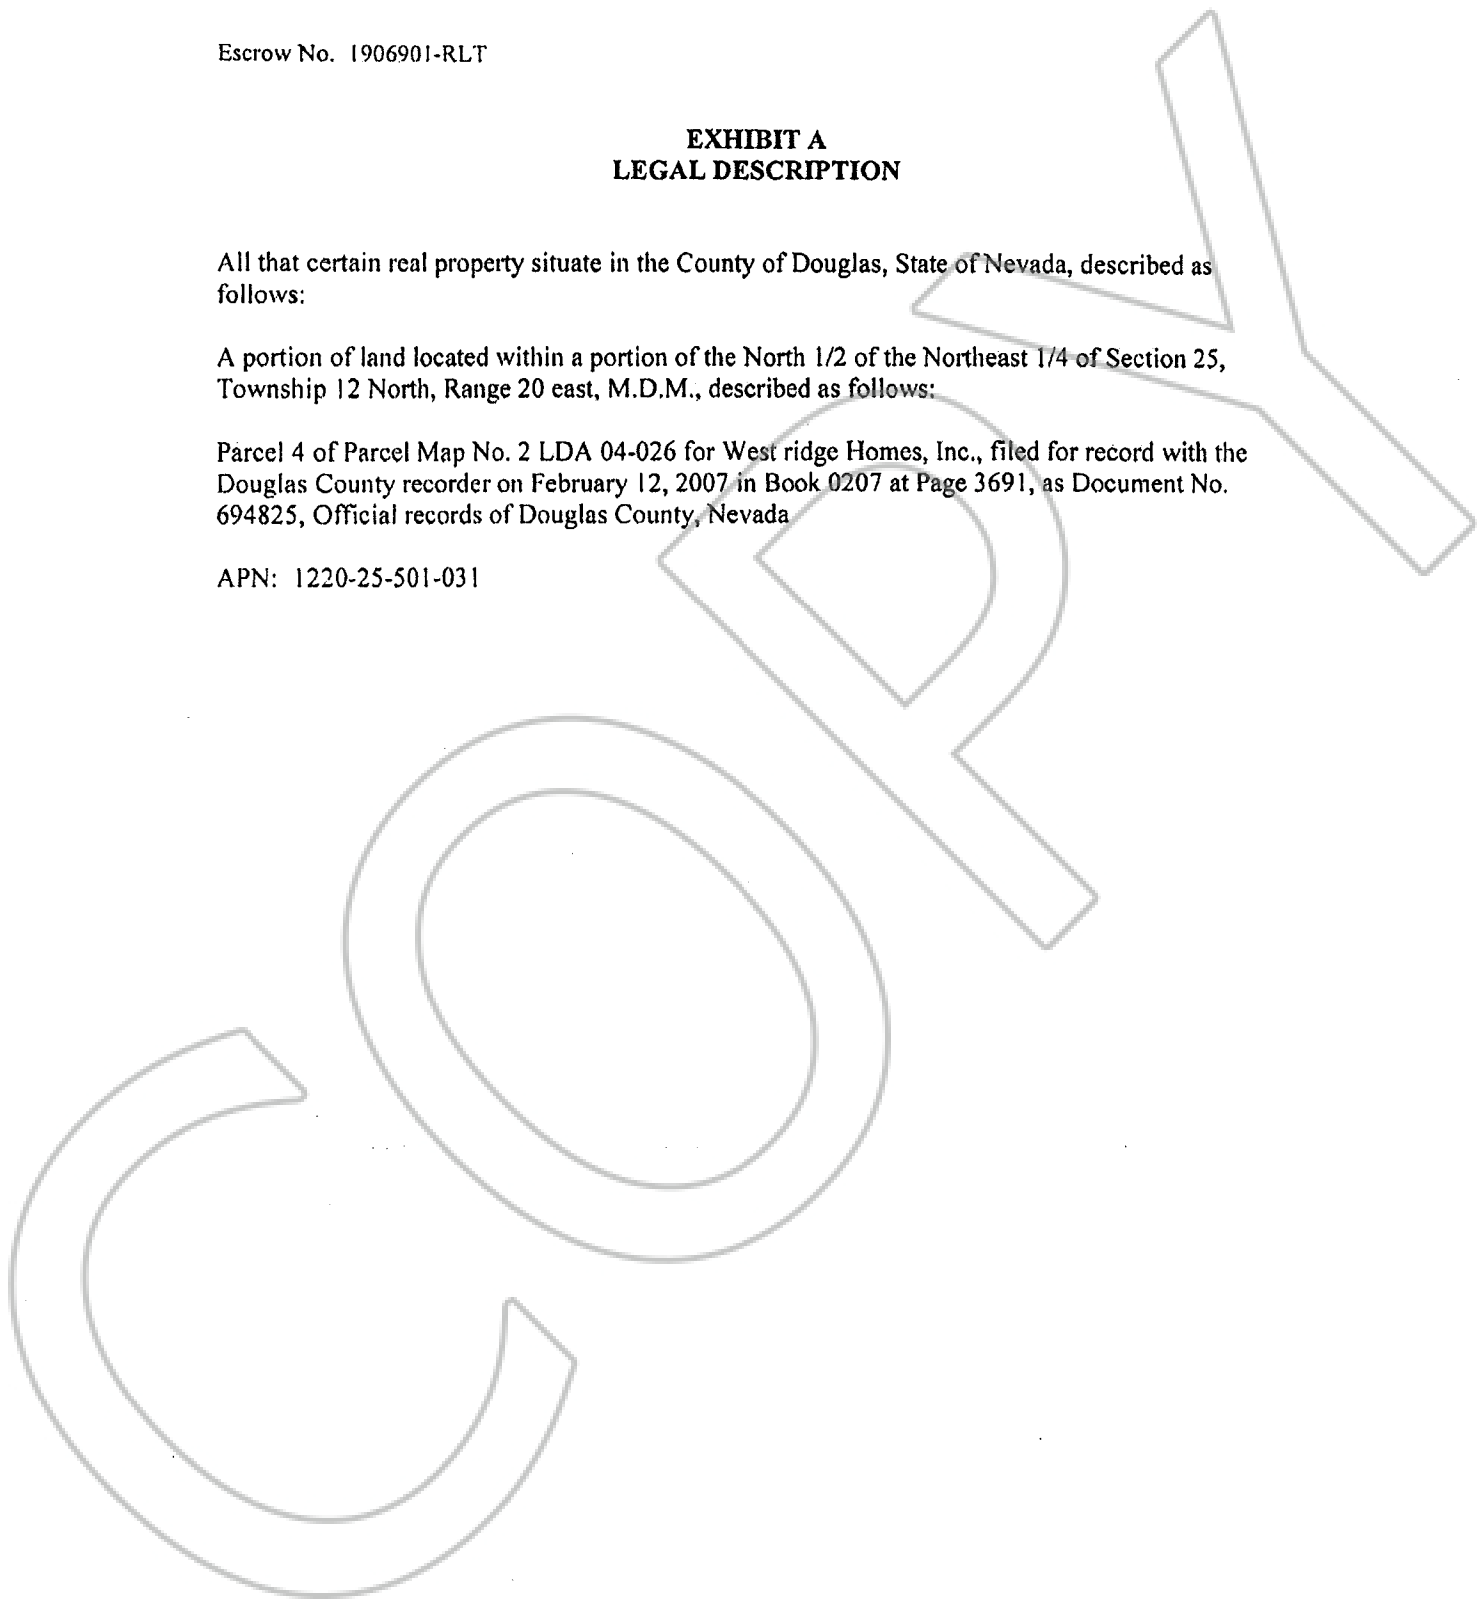 Escrow No. 1906901-RLT
EXHIBIT A
LEGAL DESCRIPTION
All that certain real property situate in the County of Douglas, State of Nevada, described as
follows:
A portion of land located within a portion of the North 1/2 of the Northeast 1/4 of Section 25,
Township 12 North, Range 20 east, M.D.M., described as follows:
Parcel 4 of Parcel Map No. 2 LDA 04-026 for West ridge Homes, Inc., filed for record with the
Douglas County recorder on February 12, 2007 in Book 0207 at Page 3691, as Document No.
694825, Official records of Douglas County, Nevada
APN: 1220-25-501-031
COPY